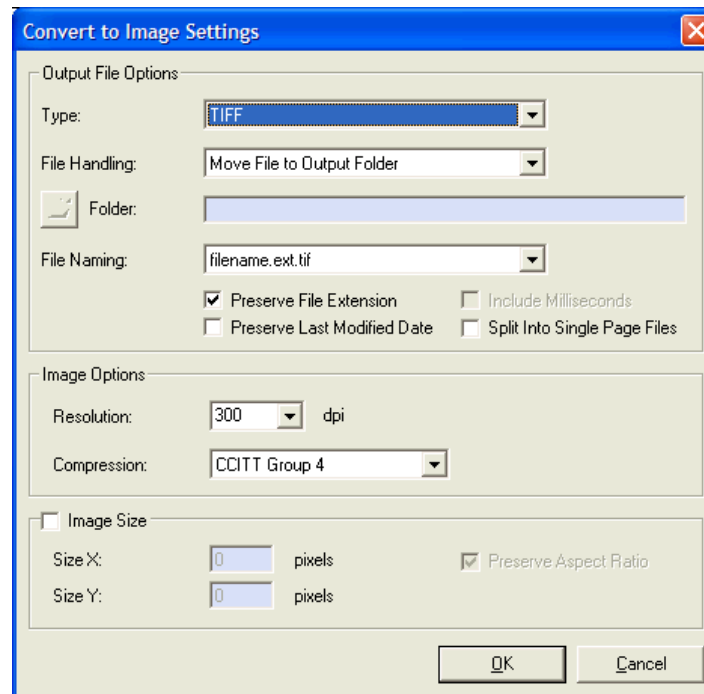 Convert to Image Settings
Output File Options
Type: TIFF
File Handling: Move File to Output Folder
Folder:
File Naming: filename.ext.tif
Preserve File Extension Include Milliseconds
Preserve Last Modified Date Split Into Single Page Files
Image Options
Resolution: 300 dpi
Compression: CCITT Group 4
Image Size
Size X: 0 pixels Preserve Aspect Ratio
Size Y: 0 pixels
OK Cancel